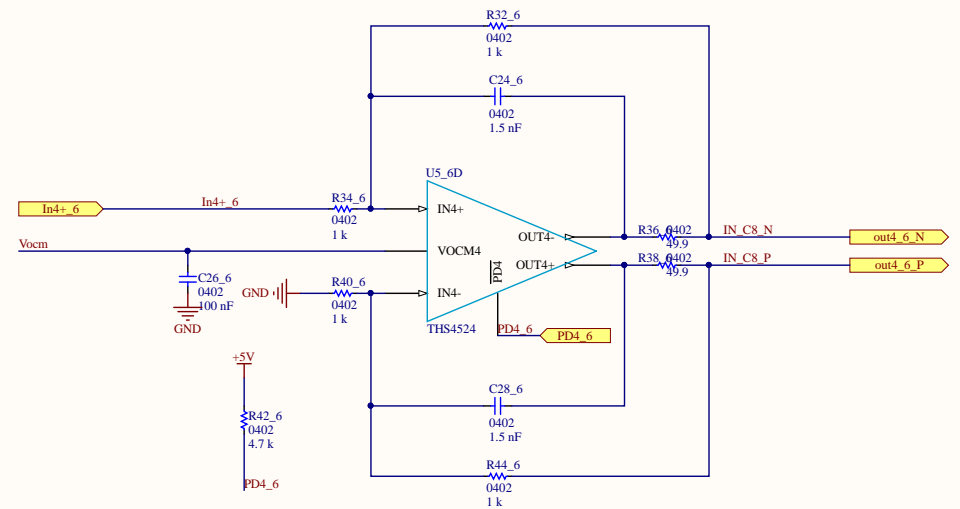 R32_6
0402
1 k
C24_6
0402
1.5 nF
U5_6D
In4+_6
In4+_6
R34_6
0402
1 k
IN4+
OUT4-
R36_6
0402
49.9
IN_C8_N
out4_6_N
Vocm
VOCM4
OUT4+
R38_6
0402
49.9
IN_C8_P
out4_6_P
PD4
C26_6
0402
100 nF
GND
GND
R40_6
0402
1 k
IN4-
THS4524
PD4_6
PD4_6
+5V
R42_6
0402
4.7 k
PD4_6
C28_6
0402
1.5 nF
R44_6
0402
1 k